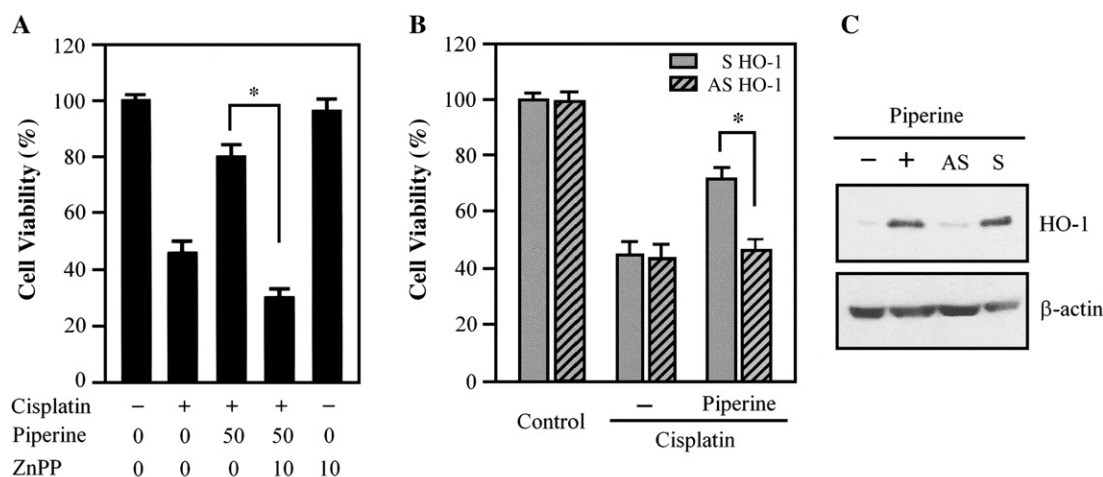 A
Cell Viability (%)
120
100
80
60
40
20
0
*
Cisplatin − + + + −
Piperine 0 0 50 50 0
ZnPP 0 0 0 10 10
B
Cell Viability (%)
120
100
80
60
40
20
0
S HO-1
AS HO-1
*
Control − Piperine
Cisplatin
C
Piperine
− + AS S
HO-1
β-actin